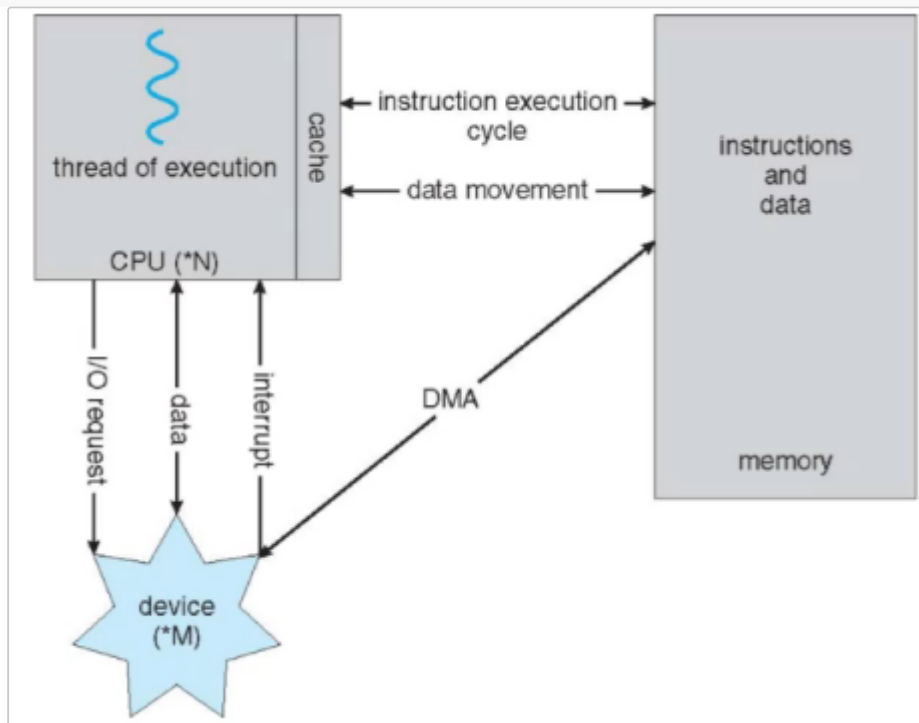 thread of execution
cache
CPU (*N)
instruction execution
cycle
data movement
instructions
and
data
memory
I/O request
data
interrupt
DMA
device
(*M)